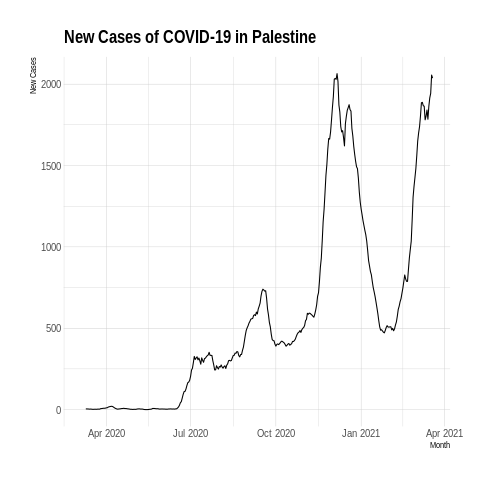 New Cases of COVID-19 in Palestine
New Cases
2000
1500
1000
500
0
Apr 2020 Jul 2020 Oct 2020 Jan 2021 Apr 2021
Month